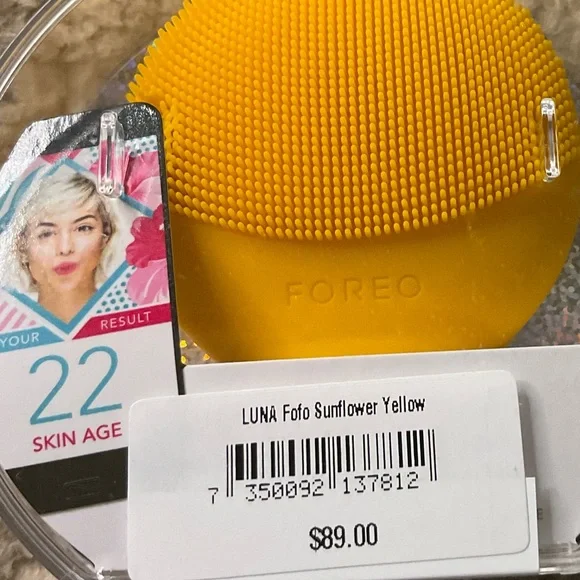 FOREO
YOUR
RESULT
22
SKIN AGE
LUNA Fofo Sunflower Yellow
7 350092 137812
$89.00